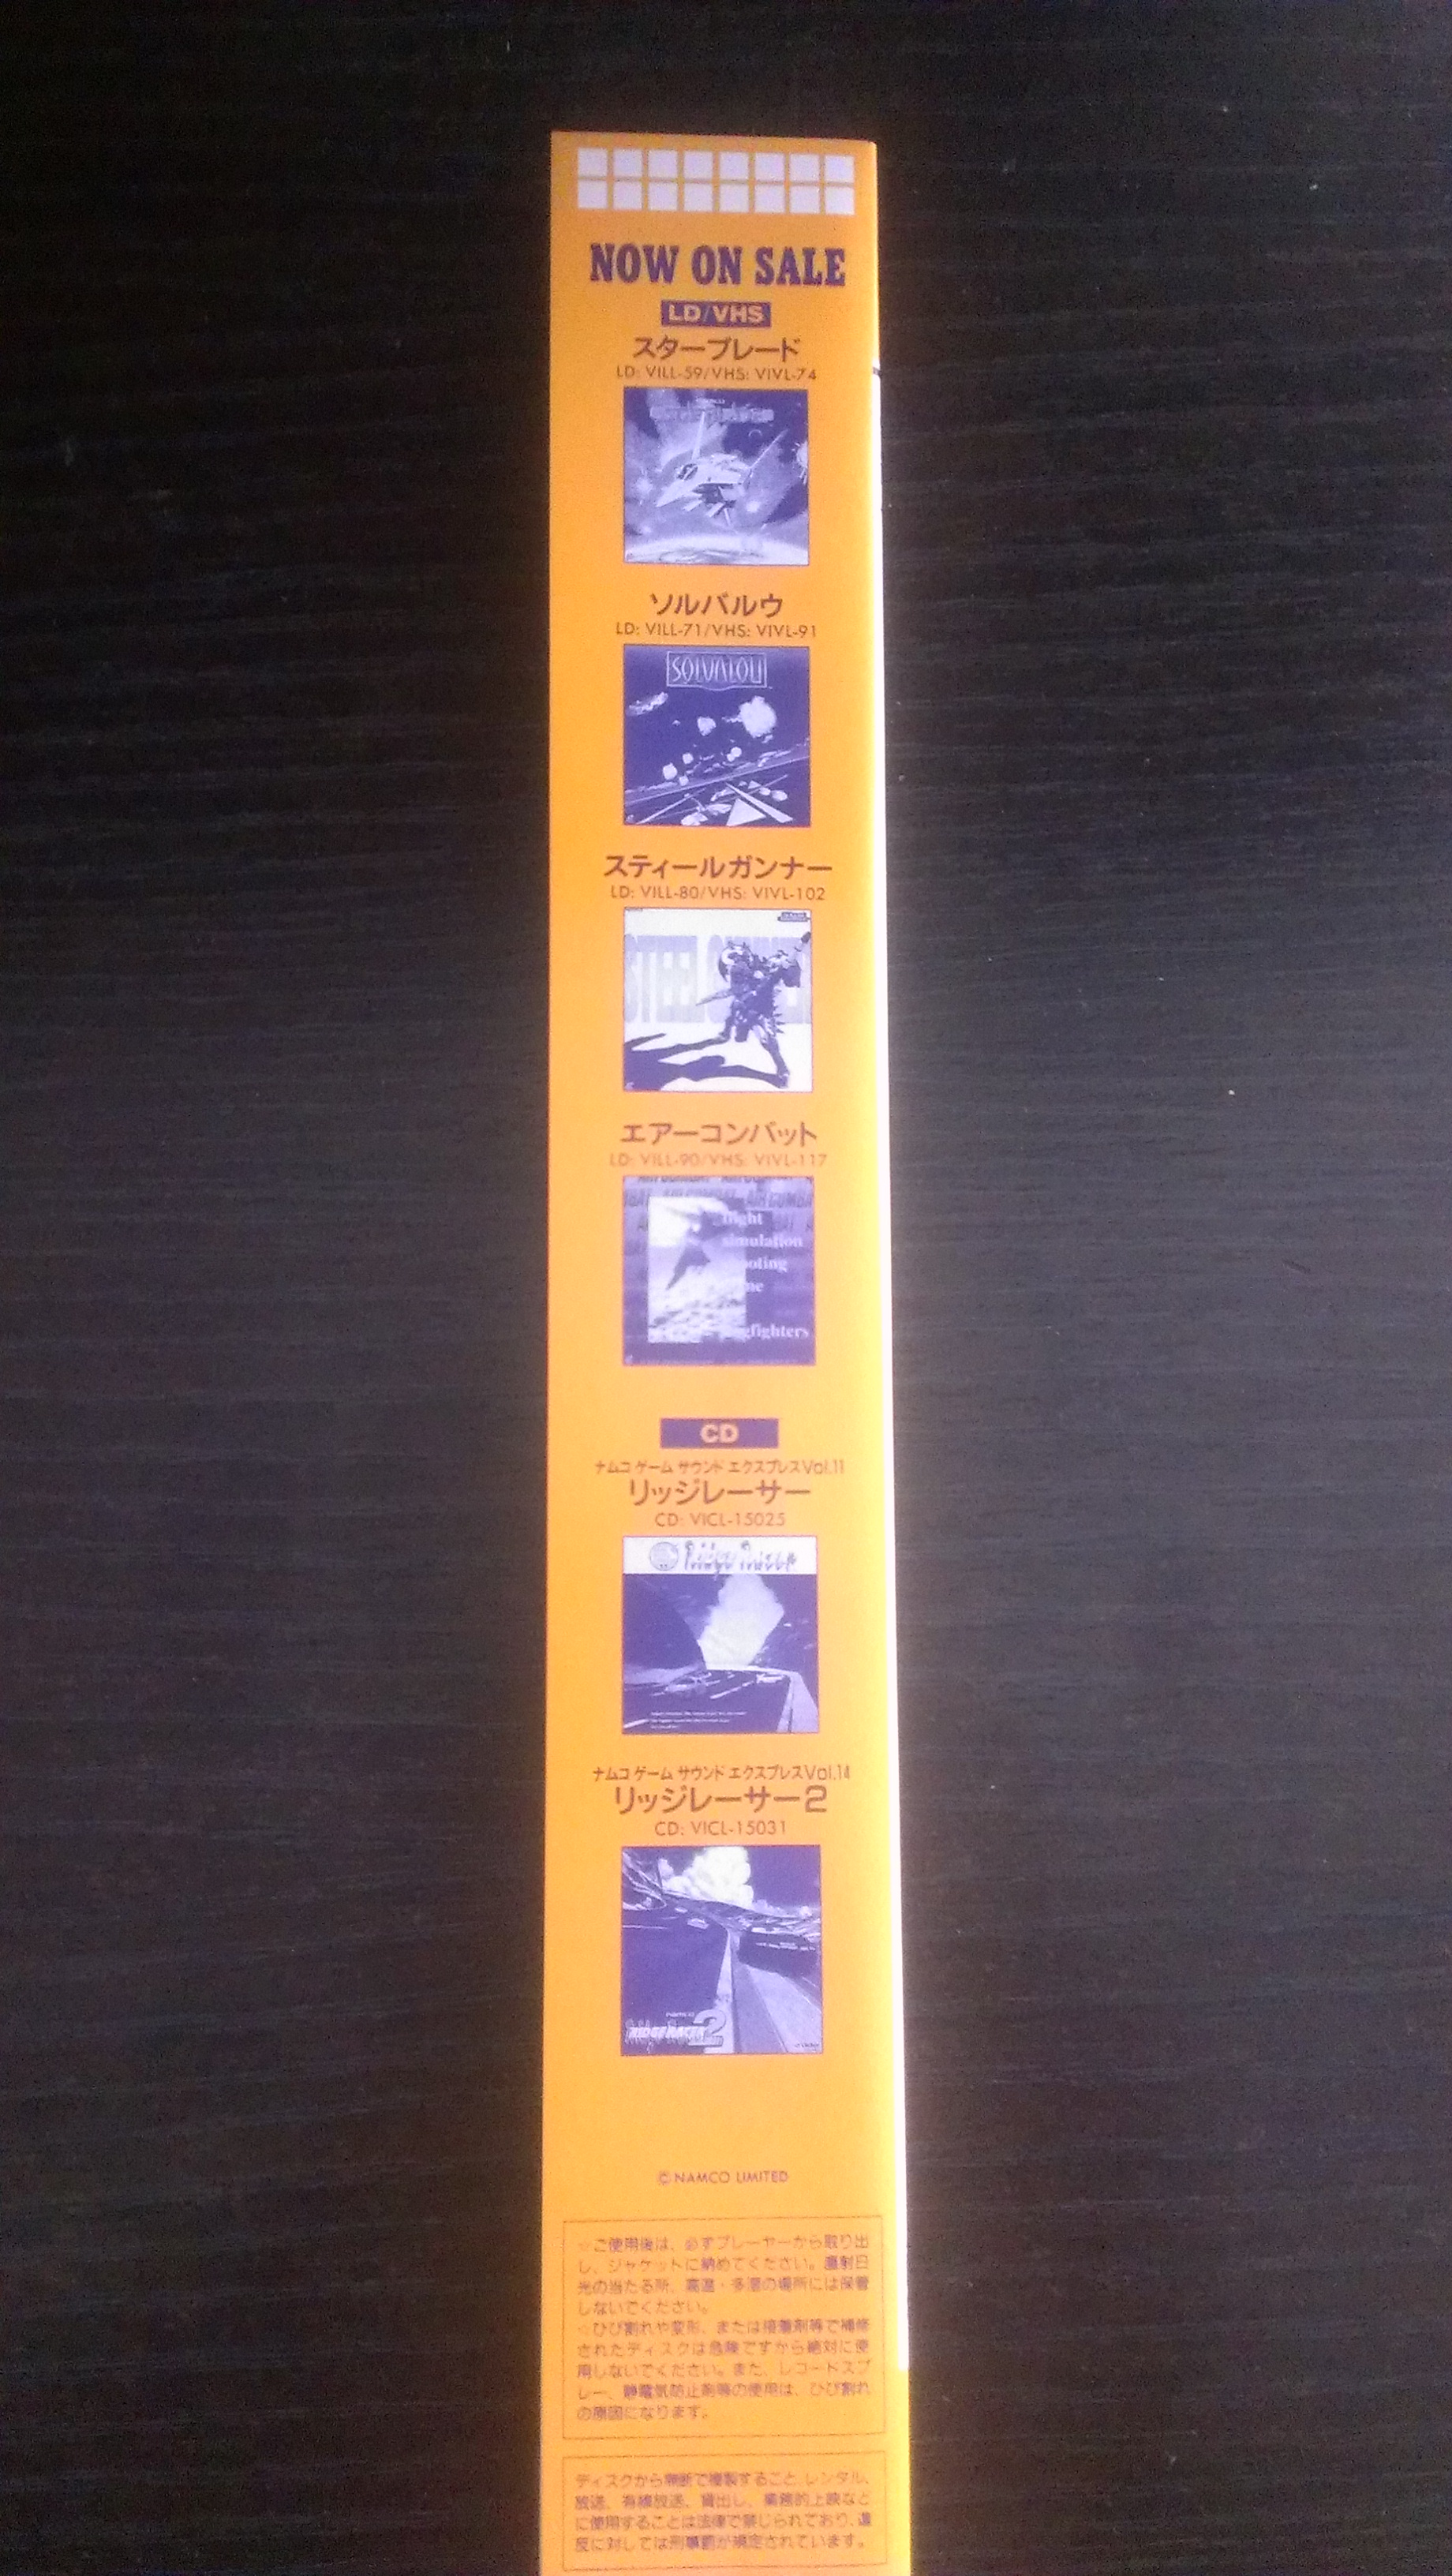 NOW ON SALE
LD/VHS
スターブレード
LD: VILL-59/VHS: VIVL-74
ソルバルウ
LD: VILL-71/VHS: VIVL-91
SOLVALOU
スティールガンナー
LD: VILL-80/VHS: VIVL-102
STEEL
エアーコンバット
LD: VILL-90/VHS: VIVL-117
AIR COMBAT
flight
simulation
CD
ナムコ ゲーム サウンド エクスプレスVol.11
リッジレーサー
CD: VICL-15025
Ridge Racer
ナムコ ゲーム サウンド エクスプレスVol.14
リッジレーサー2
CD: VICL-15031
namco
RIDGE RACER 2
© NAMCO LIMITED
ご使用後は、必ずプレーヤーから取り出
し、ジャケットに納めてください。直射日
光の当たる所、高温・多湿の場所には保管
しないでください。
ひび割れや変形、または接着剤等で補修
されたディスクは危険ですから絶対に使
用しないでください。また、レコードスプ
レー、静電気防止剤等の使用は、ひび割れ
の原因になります。
ディスクから無断で複製すること、レンタル、
放送、有線放送、貸出し、業務的上映など
に使用することは法律で禁じられており、違
反に対しては刑事罰が規定されています。